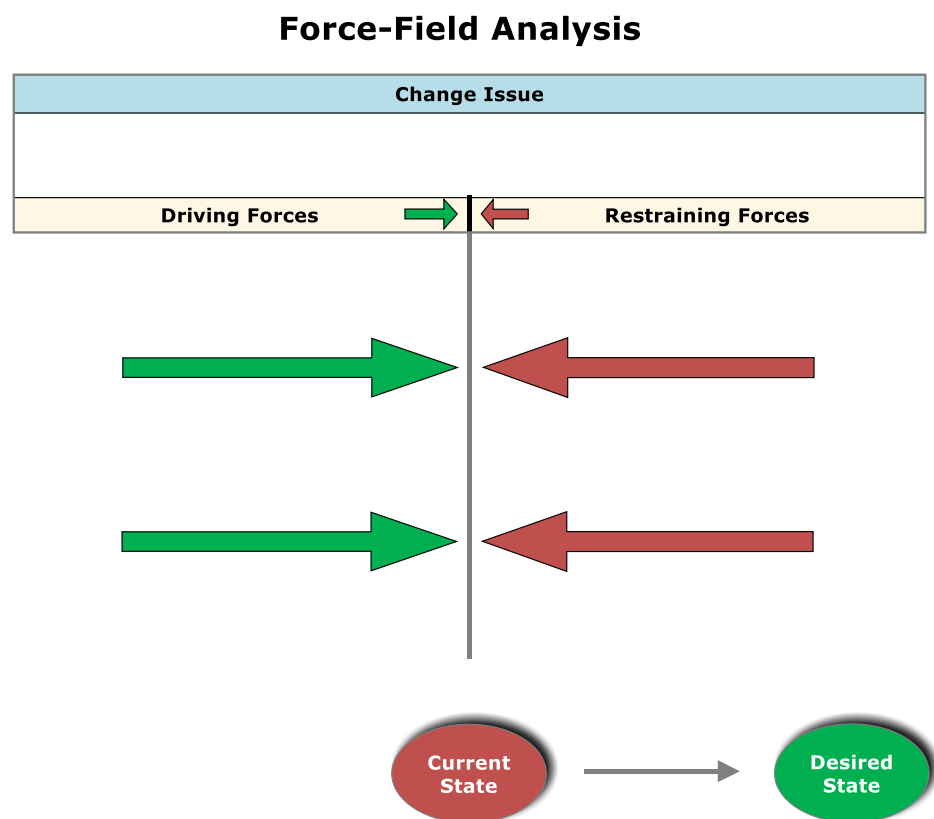 Force-Field Analysis
Change Issue
Driving Forces
Restraining Forces
Current
State
Desired
State